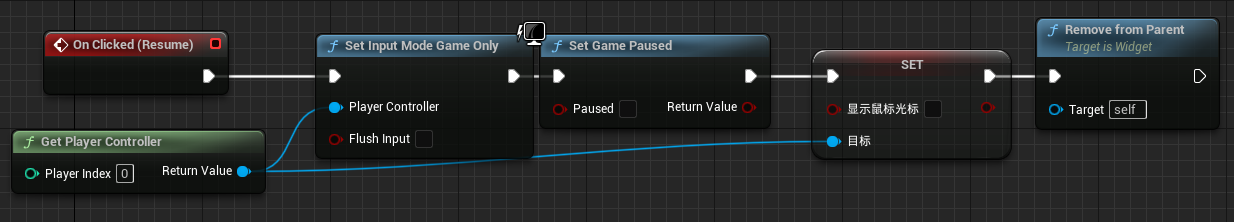 On Clicked (Resume)
Get Player Controller
Player Index 0
Return Value
f Set Input Mode Game Only
Player Controller
Flush Input
f Set Game Paused
Paused
Return Value
SET
显示鼠标光标
目标
f Remove from Parent
Target is Widget
Target self